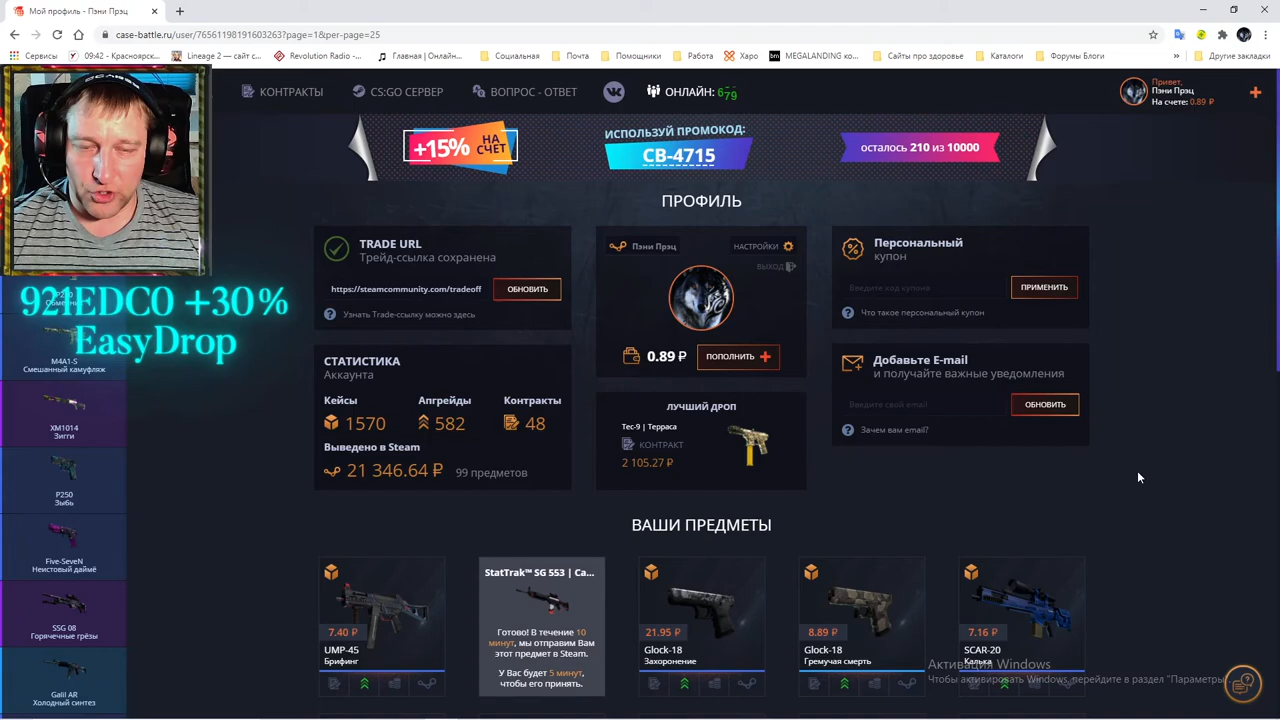 Мой профиль - Пэни Прэц
case-battle.ru/user/76561198191603263?page=1&per-page=25
Сервисы
09:42 - Красноярск...
Lineage 2 — сайт с...
Revolution Radio -...
Главная | Онлайн...
Социальная
Почта
Помощники
Работа
Харо
MEGALANDING ко...
Сайты про здоровье
Каталоги
Форумы Блоги
»
Другие закладки
КОНТРАКТЫ
CS:GO СЕРВЕР
ВОПРОС - ОТВЕТ
ОНЛАЙН: 679
Привет,
Пэни Прэц
На счете: 0.89 ₽
+15% НА СЧЕТ
ИСПОЛЬЗУЙ ПРОМОКОД:
CB-4715
осталось 210 из 10000
ПРОФИЛЬ
TRADE URL
Трейд-ссылка сохранена
https://steamcommunity.com/tradeoff
ОБНОВИТЬ
Узнать Trade-ссылку можно здесь
Пэни Прэц
НАСТРОЙКИ
ВЫХОД
0.89 ₽
ПОПОЛНИТЬ
Персональный
купон
Введите код купона
ПРИМЕНИТЬ
Что такое персональный купон
921EDC0 +30%
EasyDrop
M4A1-S
Смешанный камуфляж
XM1014
Зигги
P250
Зыбь
Five-SeveN
Неистовый даймё
SSG 08
Горячечные грёзы
Galil AR
Холодный синтез
СТАТИСТИКА
Аккаунта
Кейсы
Апгрейды
Контракты
1570
582
48
Выведено в Steam
21 346.64 ₽
99 предметов
ЛУЧШИЙ ДРОП
Tec-9 | Терраса
КОНТРАКТ
2 105.27 ₽
Добавьте E-mail
и получайте важные уведомления
Введите свой email
ОБНОВИТЬ
Зачем вам email?
ВАШИ ПРЕДМЕТЫ
7.40 ₽
UMP-45
Брифинг
StatTrak™ SG 553 | Ca...
Готово! В течение 10
минут, мы отправим Вам
этот предмет в Steam.
У Вас будет 5 минут,
чтобы его принять.
21.95 ₽
Glock-18
Захоронение
8.89 ₽
Glock-18
Гремучая смерть
7.16 ₽
SCAR-20
Калька
Активация Windows
Чтобы активировать Windows, перейдите в раздел "Параметры".